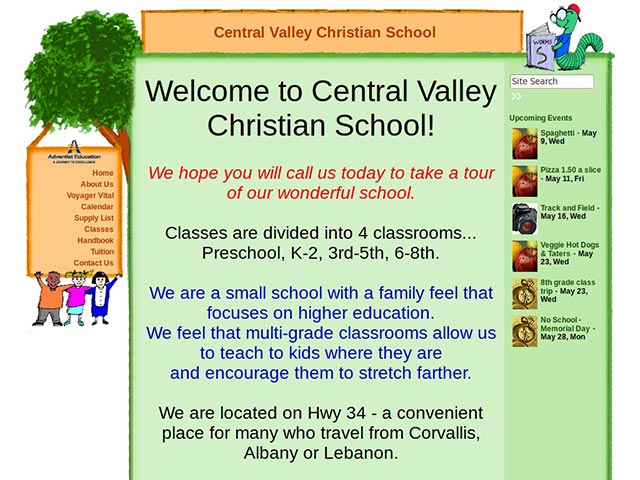 Central Valley Christian School
WORMS
S
Site Search
Adventist Education
A JOURNEY TO EXCELLENCE
Home
About Us
Voyager Vital
Calendar
Supply List
Classes
Handbook
Tuition
Contact Us
Welcome to Central Valley
Christian School!
We hope you will call us today to take a tour
of our wonderful school.
Classes are divided into 4 classrooms...
Preschool, K-2, 3rd-5th, 6-8th.
We are a small school with a family feel that
focuses on higher education.
We feel that multi-grade classrooms allow us
to teach to kids where they are
and encourage them to stretch farther.
We are located on Hwy 34 - a convenient
place for many who travel from Corvallis,
Albany or Lebanon.
Upcoming Events
Spaghetti - May
9, Wed
Pizza 1.50 a slice
- May 11, Fri
Track and Field -
May 16, Wed
Veggie Hot Dogs
& Taters - May
23, Wed
8th grade class
trip - May 23,
Wed
No School -
Memorial Day -
May 28, Mon